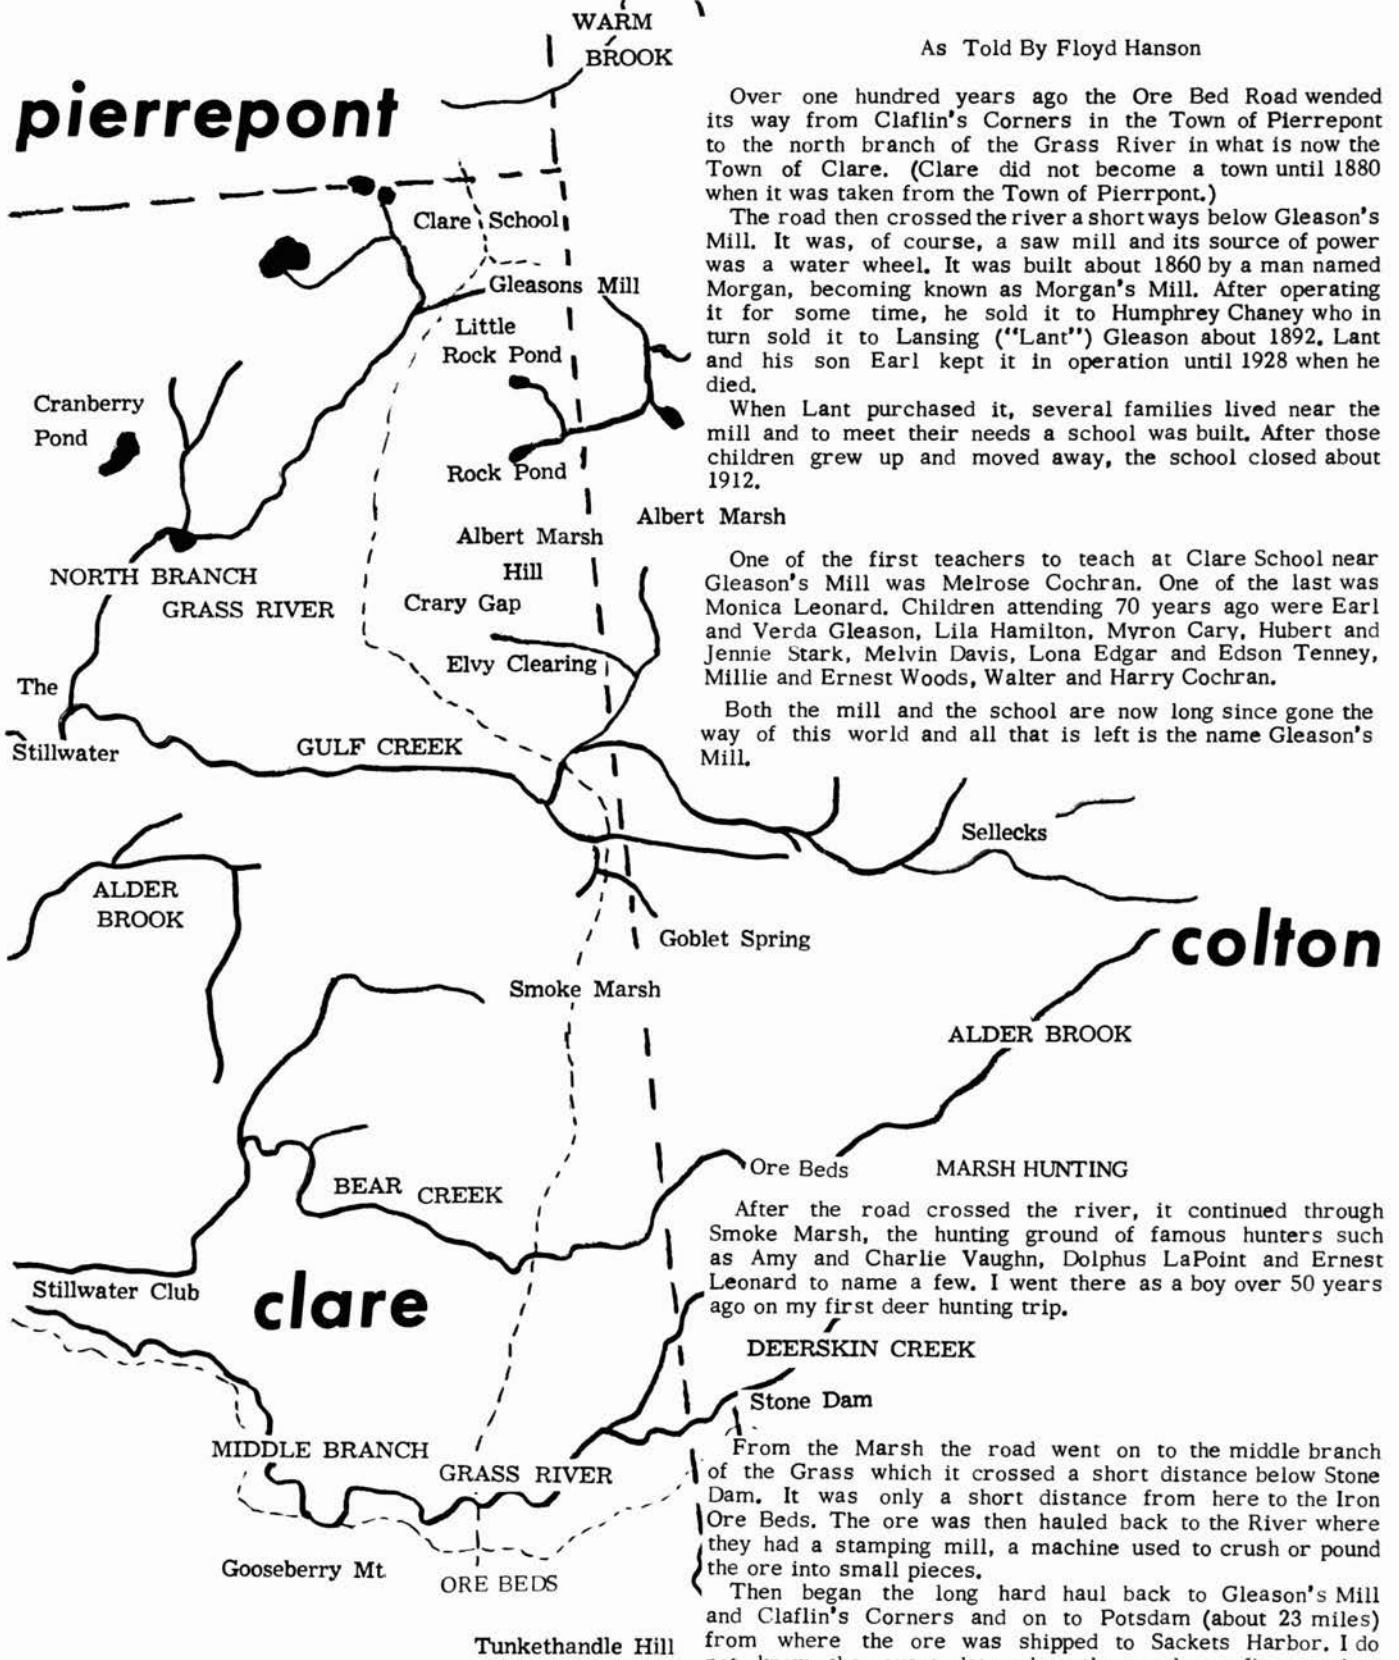 WARM
BROOK
pierrepont
Clare School
Gleasons Mill
Little
Rock Pond
Cranberry
Pond
Rock Pond
Albert Marsh
Albert Marsh
Hill
NORTH BRANCH
GRASS RIVER
Crary Gap
Elvy Clearing
The
Stillwater
GULF CREEK
Sellecks
ALDER
BROOK
Goblet Spring
colton
Smoke Marsh
ALDER BROOK
Ore Beds
BEAR CREEK
Stillwater Club
clare
DEERSKIN CREEK
Stone Dam
MIDDLE BRANCH
GRASS RIVER
Gooseberry Mt.
ORE BEDS
Tunkethandle Hill
As Told By Floyd Hanson
Over one hundred years ago the Ore Bed Road wended
its way from Claflin's Corners in the Town of Pierrepont
to the north branch of the Grass River in what is now the
Town of Clare. (Clare did not become a town until 1880
when it was taken from the Town of Pierrpont.)
The road then crossed the river a short ways below Gleason's
Mill. It was, of course, a saw mill and its source of power
was a water wheel. It was built about 1860 by a man named
Morgan, becoming known as Morgan's Mill. After operating
it for some time, he sold it to Humphrey Chaney who in
turn sold it to Lansing ("Lant") Gleason about 1892. Lant
and his son Earl kept it in operation until 1928 when he
died.
When Lant purchased it, several families lived near the
mill and to meet their needs a school was built. After those
children grew up and moved away, the school closed about
1912.
One of the first teachers to teach at Clare School near
Gleason's Mill was Melrose Cochran. One of the last was
Monica Leonard. Children attending 70 years ago were Earl
and Verda Gleason, Lila Hamilton, Myron Cary, Hubert and
Jennie Stark, Melvin Davis, Lona Edgar and Edson Tenney,
Millie and Ernest Woods, Walter and Harry Cochran.
Both the mill and the school are now long since gone the
way of this world and all that is left is the name Gleason's
Mill.
MARSH HUNTING
After the road crossed the river, it continued through
Smoke Marsh, the hunting ground of famous hunters such
as Amy and Charlie Vaughn, Dolphus LaPoint and Ernest
Leonard to name a few. I went there as a boy over 50 years
ago on my first deer hunting trip.
From the Marsh the road went on to the middle branch
of the Grass which it crossed a short distance below Stone
Dam. It was only a short distance from here to the Iron
Ore Beds. The ore was then hauled back to the River where
they had a stamping mill, a machine used to crush or pound
the ore into small pieces.
Then began the long hard haul back to Gleason's Mill
and Claflin's Corners and on to Potsdam (about 23 miles)
from where the ore was shipped to Sackets Harbor. I do